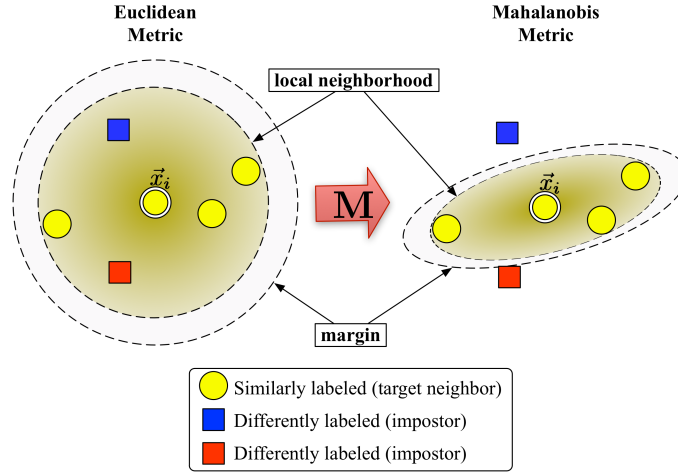 Euclidean
Metric
Mahalanobis
Metric
local neighborhood
x⃗ᵢ
x⃗ᵢ
M
margin
Similarly labeled (target neighbor)
Differently labeled (impostor)
Differently labeled (impostor)